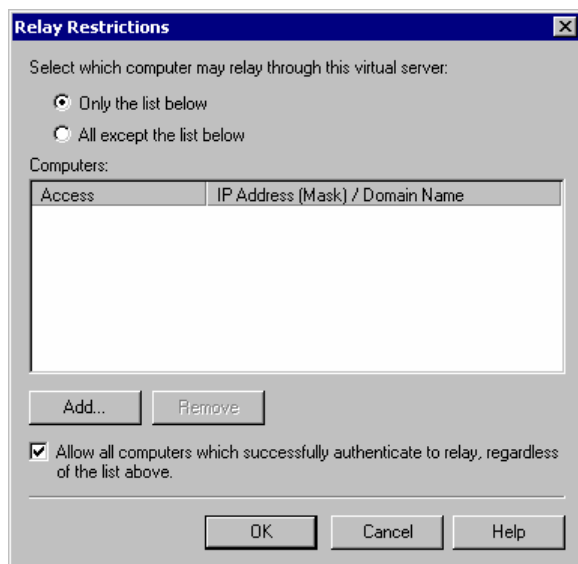 Relay Restrictions
Select which computer may relay through this virtual server:
Only the list below
All except the list below
Computers:
Access IP Address (Mask) / Domain Name
Add... Remove
Allow all computers which successfully authenticate to relay, regardless
of the list above.
OK Cancel Help